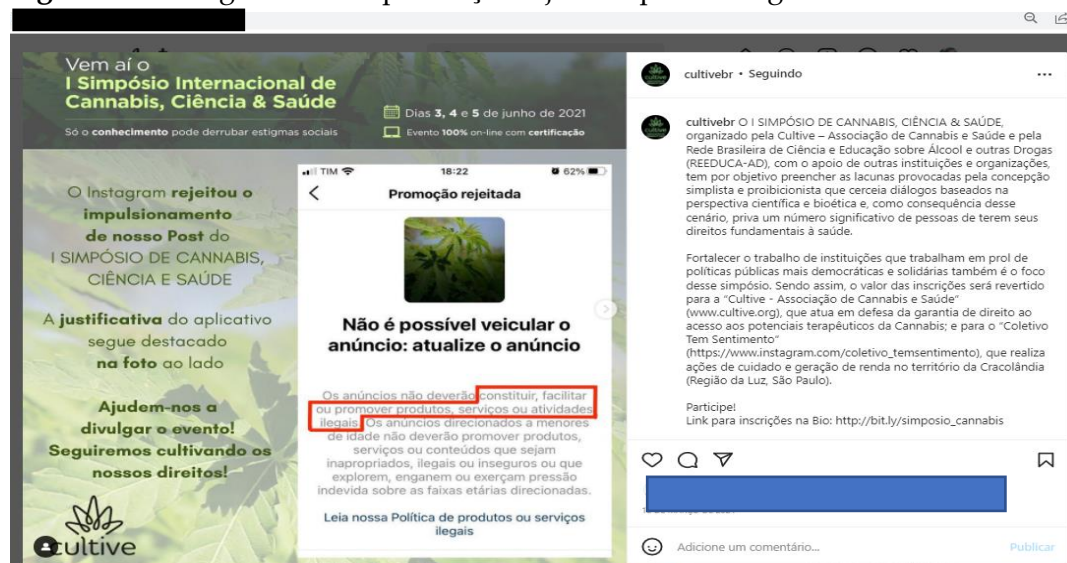 Vem aí o
I Simpósio Internacional de
Cannabis, Ciência & Saúde
Só o conhecimento pode derrubar estigmas sociais
Dias 3, 4 e 5 de junho de 2021
Evento 100% on-line com certificação
O Instagram rejeitou o
impulsionamento
de nosso Post do
I SIMPÓSIO DE CANNABIS,
CIÊNCIA E SAÚDE
A justificativa do aplicativo
segue destacado
na foto ao lado
Ajudem-nos a
divulgar o evento!
Seguiremos cultivando os
nossos direitos!
cultive
TIM 18:22 62%
Promoção rejeitada
Não é possível veicular o
anúncio: atualize o anúncio
Os anúncios não deverão constituir, facilitar
ou promover produtos, serviços ou atividades
ilegais. Os anúncios direcionados a menores
de idade não deverão promover produtos,
serviços ou conteúdos que sejam
inapropriados, ilegais ou inseguros ou que
explorem, enganem ou exerçam pressão
indevida sobre as faixas etárias direcionadas.
Leia nossa Política de produtos ou serviços
ilegais
cultivebr • Seguindo
cultivebr O I SIMPÓSIO DE CANNABIS, CIÊNCIA & SAÚDE,
organizado pela Cultive – Associação de Cannabis e Saúde e pela
Rede Brasileira de Ciência e Educação sobre Álcool e outras Drogas
(REEDUCA-AD), com o apoio de outras instituições e organizações,
tem por objetivo preencher as lacunas provocadas pela concepção
simplista e proibicionista que cerceia diálogos baseados na
perspectiva científica e bioética e, como consequência desse
cenário, priva um número significativo de pessoas de terem seus
direitos fundamentais à saúde.
Fortalecer o trabalho de instituições que trabalham em prol de
políticas públicas mais democráticas e solidárias também é o foco
desse simpósio. Sendo assim, o valor das inscrições será revertido
para a “Cultive - Associação de Cannabis e Saúde”
(www.cultive.org), que atua em defesa da garantia de direito ao
acesso aos potenciais terapêuticos da Cannabis; e para o “Coletivo
Tem Sentimento”
(https://www.instagram.com/coletivo_temsentimento), que realiza
ações de cuidado e geração de renda no território da Cracolândia
(Região da Luz, São Paulo).
Participe!
Link para inscrições na Bio: http://bit.ly/simposio_cannabis
Adicione um comentário... Publicar